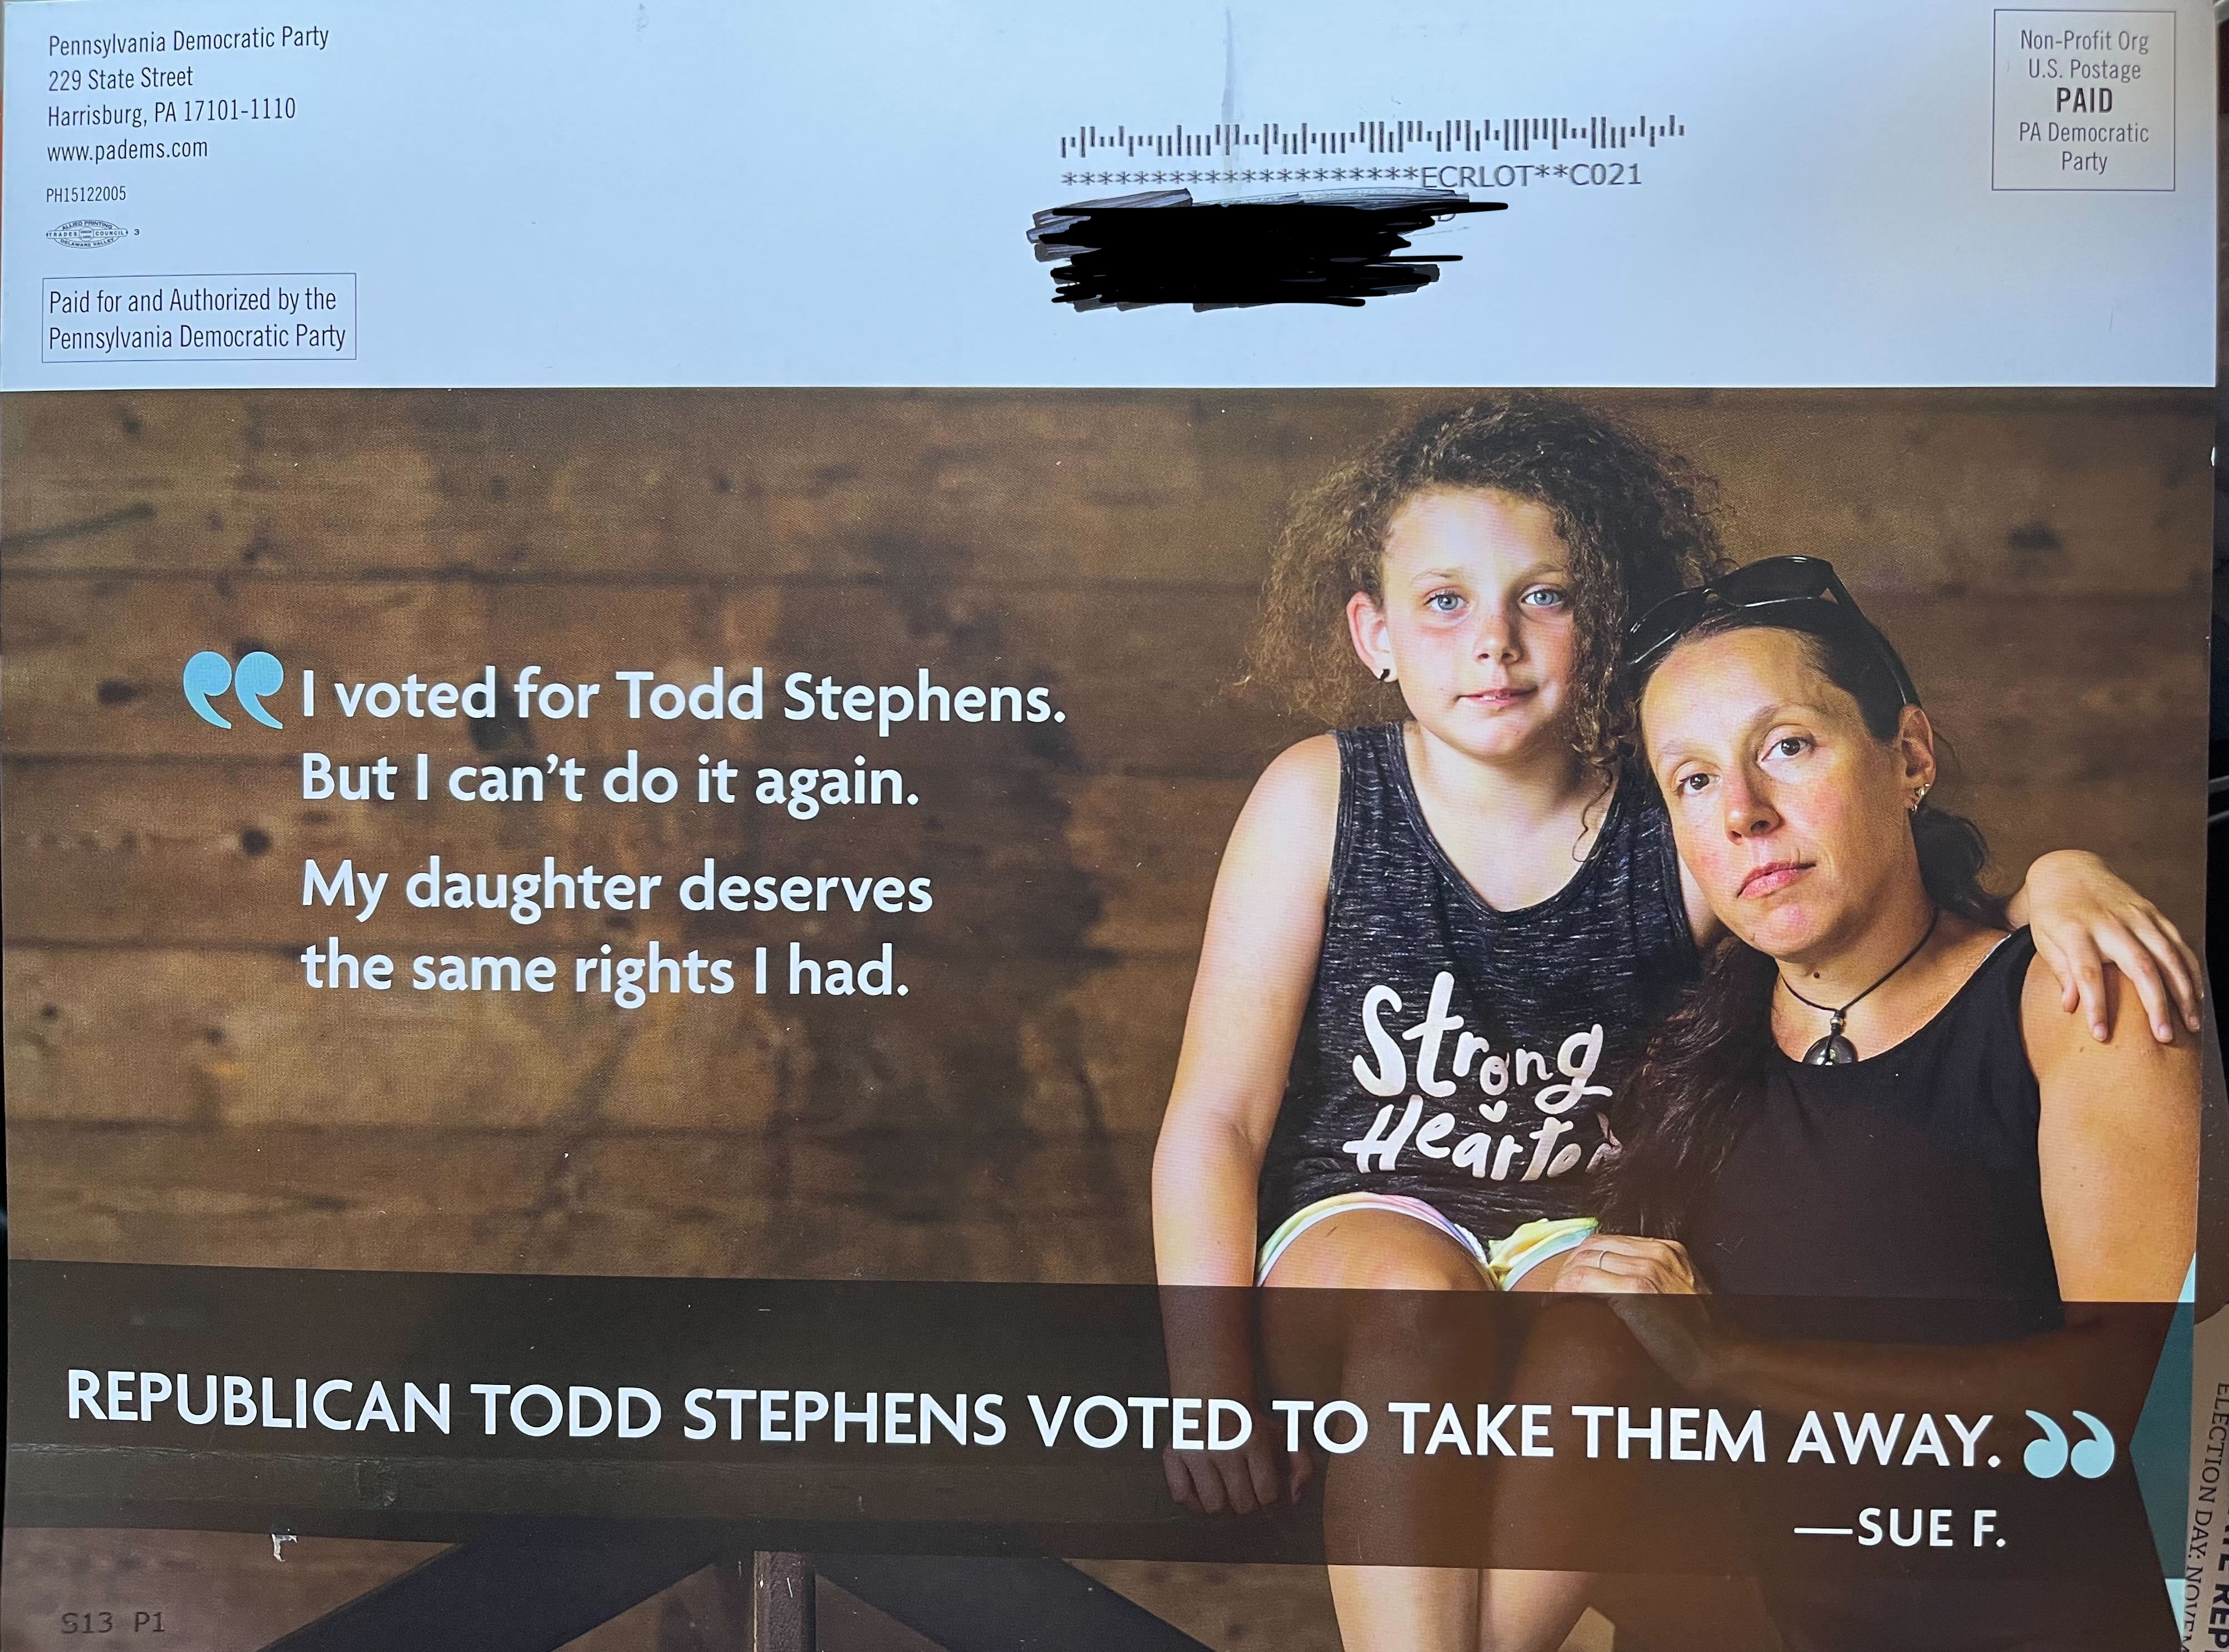 Pennsylvania Democratic Party
229 State Street
Harrisburg, PA 17101-1110
www.padems.com
PH15122005
ALLIED PRINTING
TRADES COUNCIL
DELAWARE VALLEY
3
Paid for and Authorized by the
Pennsylvania Democratic Party
********************ECRLOT**C021
Non-Profit Org
U.S. Postage
PAID
PA Democratic
Party
“I voted for Todd Stephens.
But I can’t do it again.
My daughter deserves
the same rights I had.
Strong
Hearted
REPUBLICAN TODD STEPHENS VOTED TO TAKE THEM AWAY.”
—SUE F.
S13 P1
ELECTION DAY: